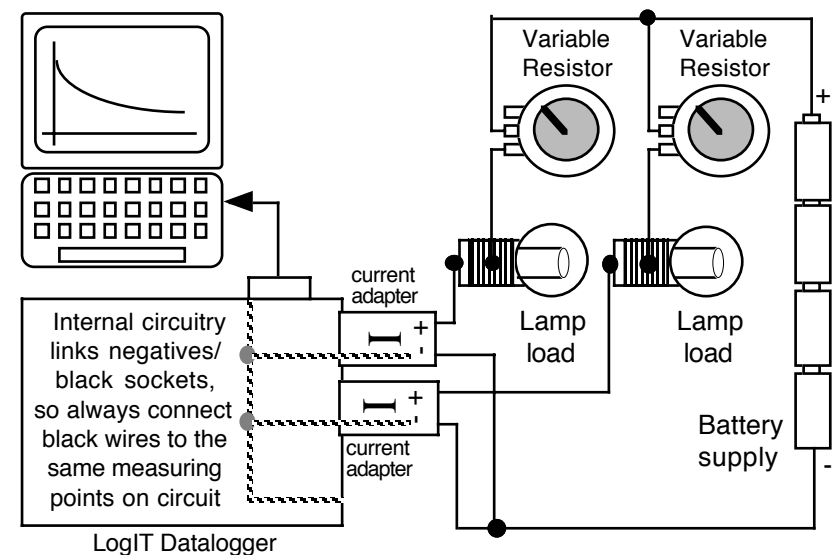 Variable
Resistor
Variable
Resistor
+
current
adapter
I + -
I + -
current
adapter
Internal circuitry
links negatives/
black sockets,
so always connect
black wires to the
same measuring
points on circuit
Lamp
load
Lamp
load
Battery
supply
-
LogIT Datalogger